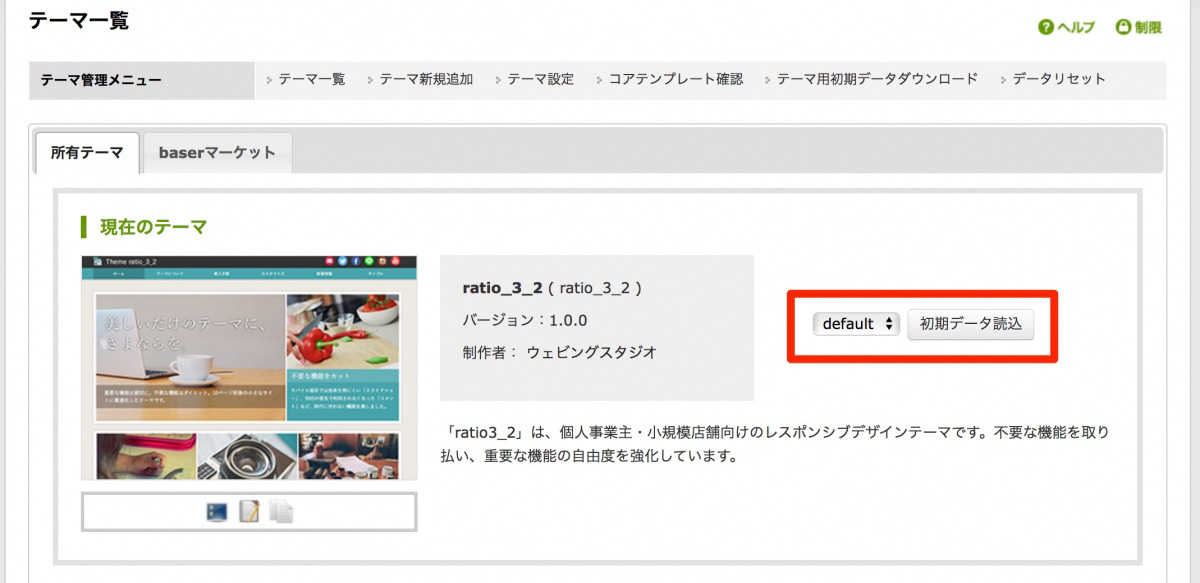 テーマ一覧
ヘルプ
制限
テーマ管理メニュー
テーマ一覧
テーマ新規追加
テーマ設定
コアテンプレート確認
テーマ用初期データダウンロード
データリセット
所有テーマ
baserマーケット
現在のテーマ
Theme ratio_3_2
美しいだけのテーマに、
さよならを。
不要な機能をカット
ratio_3_2 ( ratio_3_2 )
バージョン：1.0.0
制作者： ウェビングスタジオ
default
初期データ読込
「ratio3_2」は、個人事業主・小規模店舗向けのレスポンシブデザインテーマです。不要な機能を取り
払い、重要な機能の自由度を強化しています。